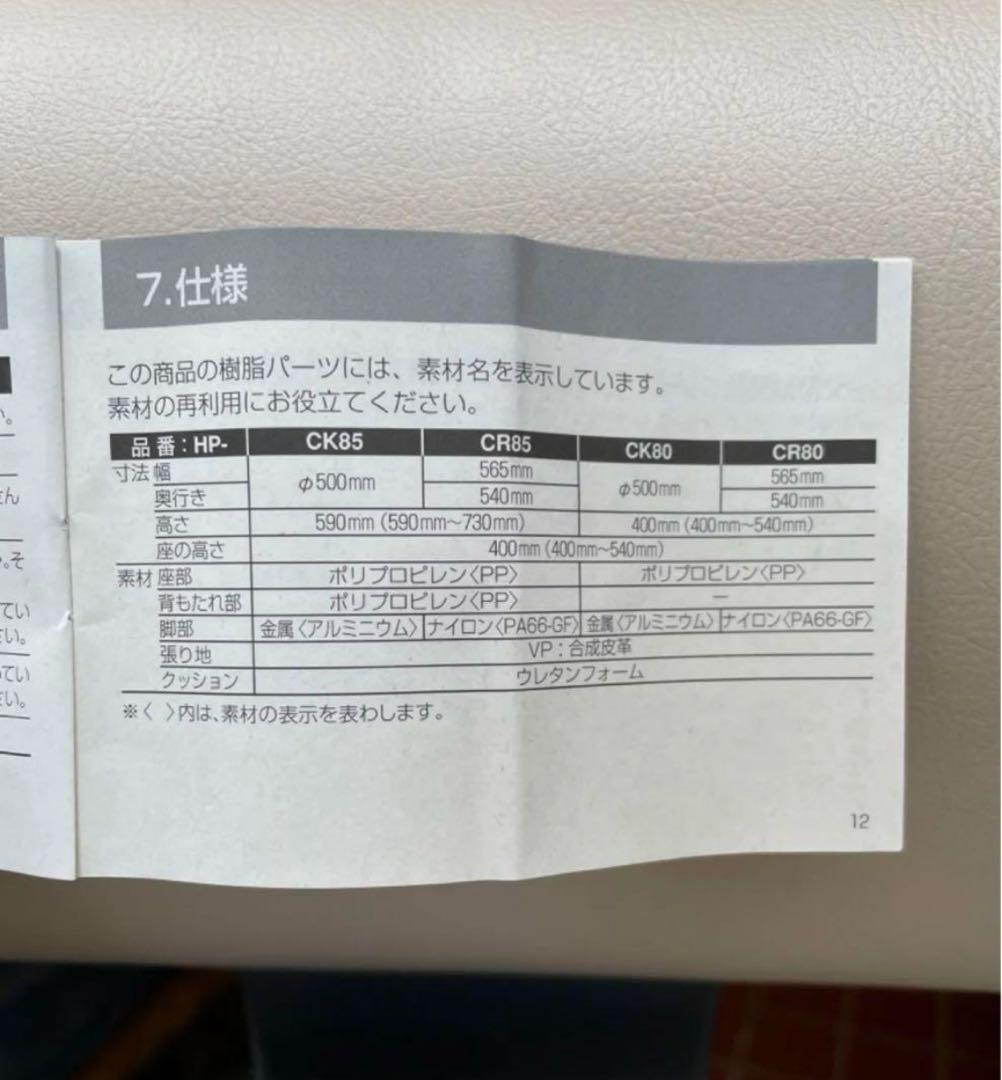 7.仕様
この商品の樹脂パーツには、素材名を表示しています。
素材の再利用にお役立てください。
品番：HP- CK85 CR85 CK80 CR80
寸法 幅 φ500mm 565mm φ500mm 565mm
奥行き 540mm 540mm
高さ 590mm (590mm〜730mm) 400mm (400mm〜540mm)
座の高さ 400mm (400mm〜540mm)
素材 座部 ポリプロピレン〈PP〉 ポリプロピレン〈PP〉
背もたれ部 ポリプロピレン〈PP〉 ー
脚部 金属〈アルミニウム〉 ナイロン〈PA66-GF〉 金属〈アルミニウム〉 ナイロン〈PA66-GF〉
張り地 VP：合成皮革
クッション ウレタンフォーム
※〈 〉内は、素材の表示を表わします。
12